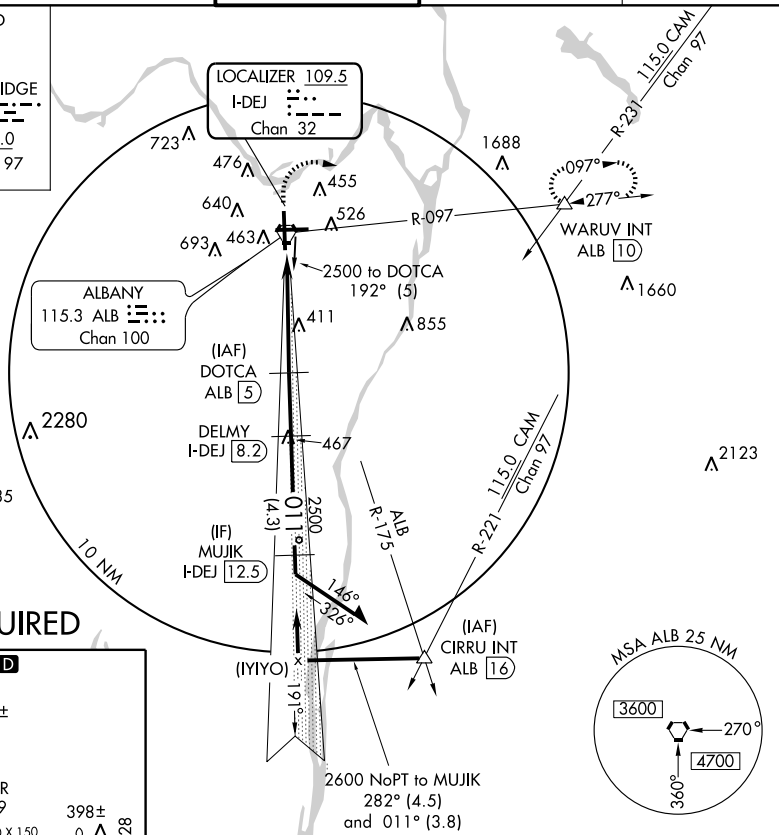 IDGE
.0
97
LOCALIZER 109.5
I-DEJ
Chan 32
723
476
455
640
526
693
463
1688
115.0 CAM
Chan 97
R-231
097°
277°
R-097
WARUV INT
ALB 10
1660
2500 to DOTCA
192° (5)
ALBANY
115.3 ALB
Chan 100
411
855
(IAF)
DOTCA
ALB 5
2280
DELMY
I-DEJ 8.2
467
2123
115.0 CAM
Chan 97
R-221
ALB
R-175
2500
011°
(4.3)
(IF)
MUJIK
I-DEJ 12.5
10 NM
146°
326°
UIRED
D
(IAF)
CIRRU INT
ALB 16
(IYIYO)
191°
MSA ALB 25 NM
3600
270°
4700
360°
2600 NoPT to MUJIK
282° (4.5)
and 011° (3.8)
R
9
398±
X 150
0
28